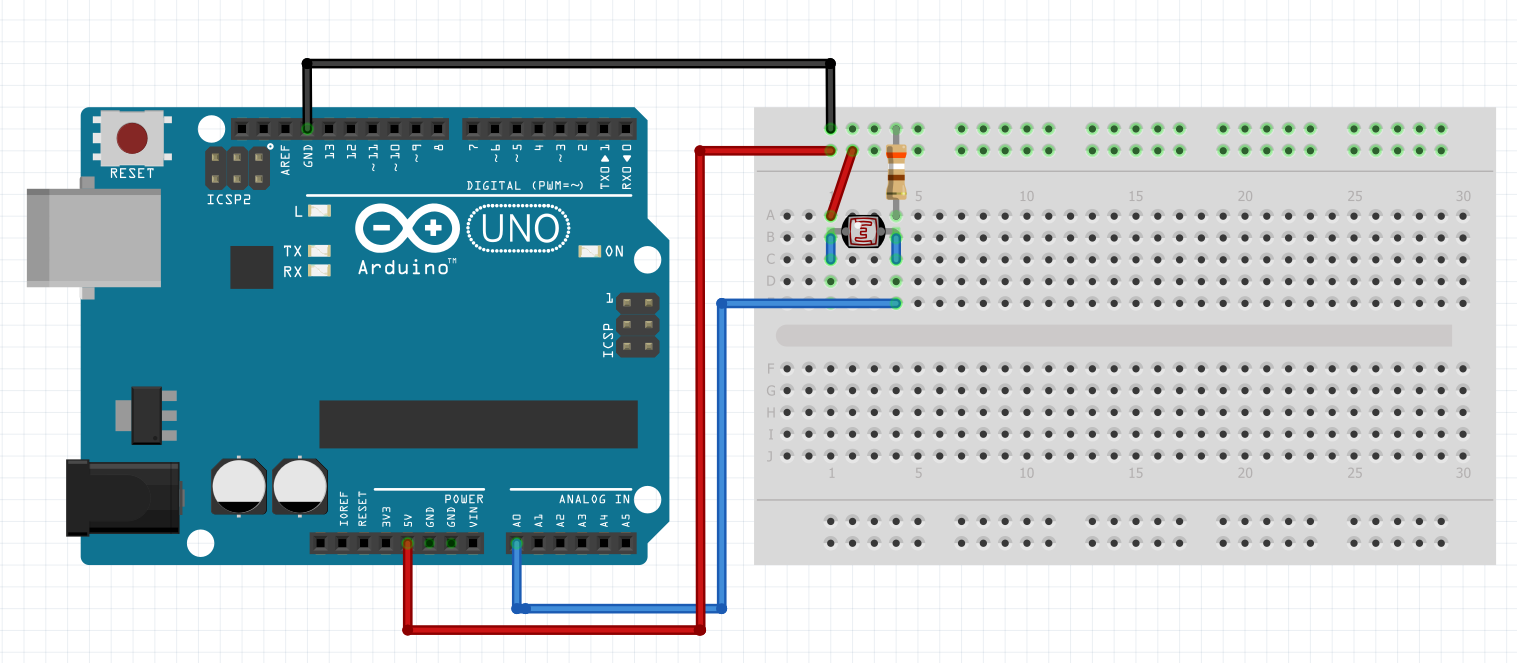 RESET
ICSP2
AREF
GND
13
12
~11
~10
~9
8
7
~6
~5
4
~3
2
TX0▶1
RX0◀0
DIGITAL (PWM=~)
L
TX
RX
Arduino™
UNO
ON
1
ICSP
IOREF
RESET
3V3
5V
GND
GND
VIN
POWER
A0
A1
A2
A3
A4
A5
ANALOG IN
5
10
15
20
25
30
A
B
C
D
F
G
H
I
J
1
5
10
15
20
25
30